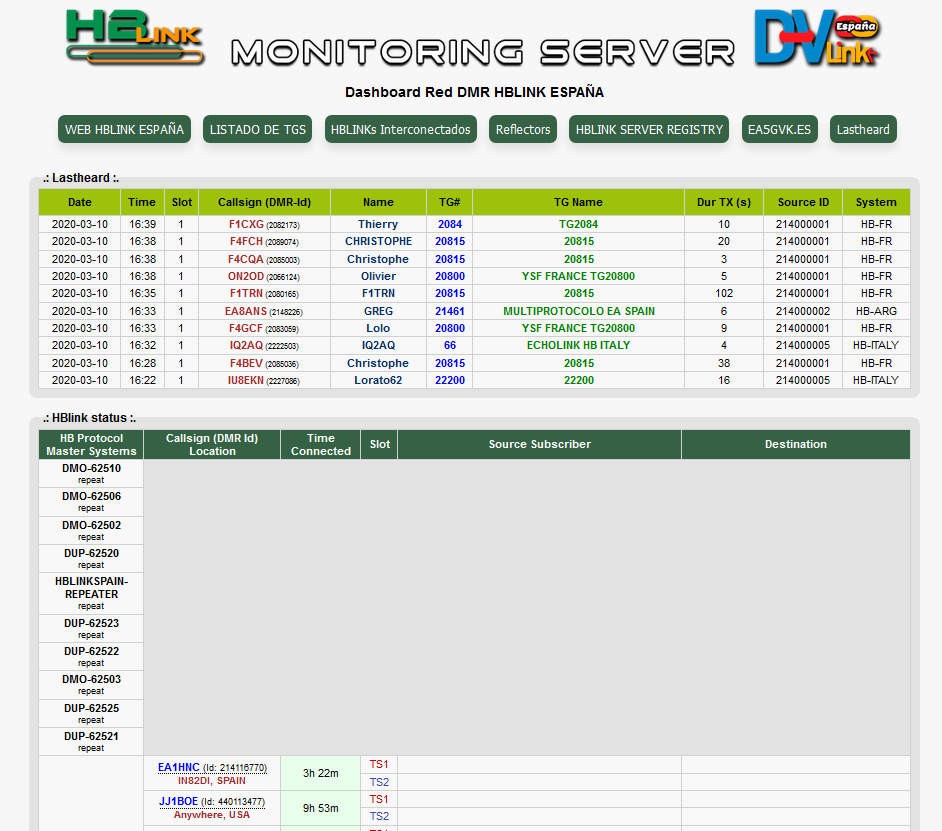 HBLINK
MONITORING SERVER
DVLink España
Dashboard Red DMR HBLINK ESPAÑA
WEB HBLINK ESPAÑA LISTADO DE TGS HBLINKs Interconectados Reflectors HBLINK SERVER REGISTRY EA5GVK.ES Lastheard
.: Lastheard :.
Date Time Slot Callsign (DMR-Id) Name TG# TG Name Dur TX (s) Source ID System
2020-03-10 16:39 1 F1CXG (2082173) Thierry 2084 TG2084 10 214000001 HB-FR
2020-03-10 16:38 1 F4FCH (2089074) CHRISTOPHE 20815 20815 20 214000001 HB-FR
2020-03-10 16:38 1 F4CQA (2085003) Christophe 20815 20815 3 214000001 HB-FR
2020-03-10 16:38 1 ON2OD (2066124) Olivier 20800 YSF FRANCE TG20800 5 214000001 HB-FR
2020-03-10 16:35 1 F1TRN (2080165) F1TRN 20815 20815 102 214000001 HB-FR
2020-03-10 16:33 1 EA8ANS (2148226) GREG 21461 MULTIPROTOCOLO EA SPAIN 6 214000002 HB-ARG
2020-03-10 16:33 1 F4GCF (2083059) Lolo 20800 YSF FRANCE TG20800 9 214000001 HB-FR
2020-03-10 16:32 1 IQ2AQ (2222503) IQ2AQ 66 ECHOLINK HB ITALY 4 214000005 HB-ITALY
2020-03-10 16:28 1 F4BEV (2085036) Christophe 20815 20815 38 214000001 HB-FR
2020-03-10 16:22 1 IU8EKN (2227086) Lorato62 22200 22200 16 214000005 HB-ITALY
.: HBlink status :.
HB Protocol Callsign (DMR Id) Time Slot Source Subscriber Destination
Master Systems Location Connected
DMO-62510
repeat
DMO-62506
repeat
DMO-62502
repeat
DUP-62520
repeat
HBLINKSPAIN-
REPEATER
repeat
DUP-62523
repeat
DUP-62522
repeat
DMO-62503
repeat
DUP-62525
repeat
DUP-62521
repeat
EA1HNC (Id: 214116770) 3h 22m TS1
IN82DI, SPAIN TS2
JJ1BOE (Id: 440113477) 9h 53m TS1
Anywhere, USA TS2